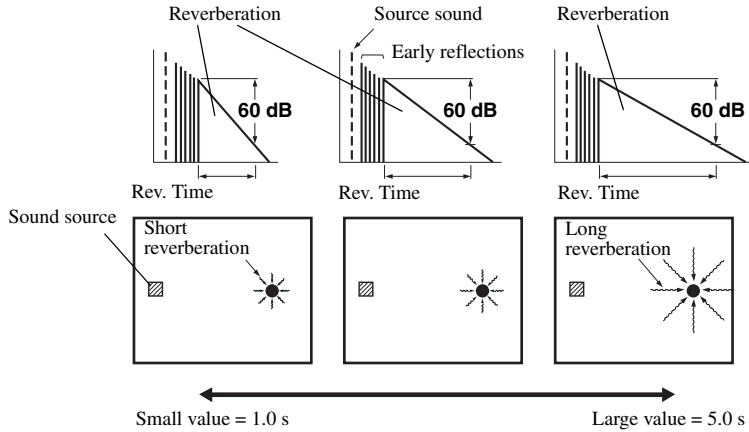 Reverberation
Source sound
Reverberation
Early reflections
60 dB
60 dB
60 dB
Rev. Time
Rev. Time
Rev. Time
Sound source
Short
reverberation
Long
reverberation
Small value = 1.0 s
Large value = 5.0 s